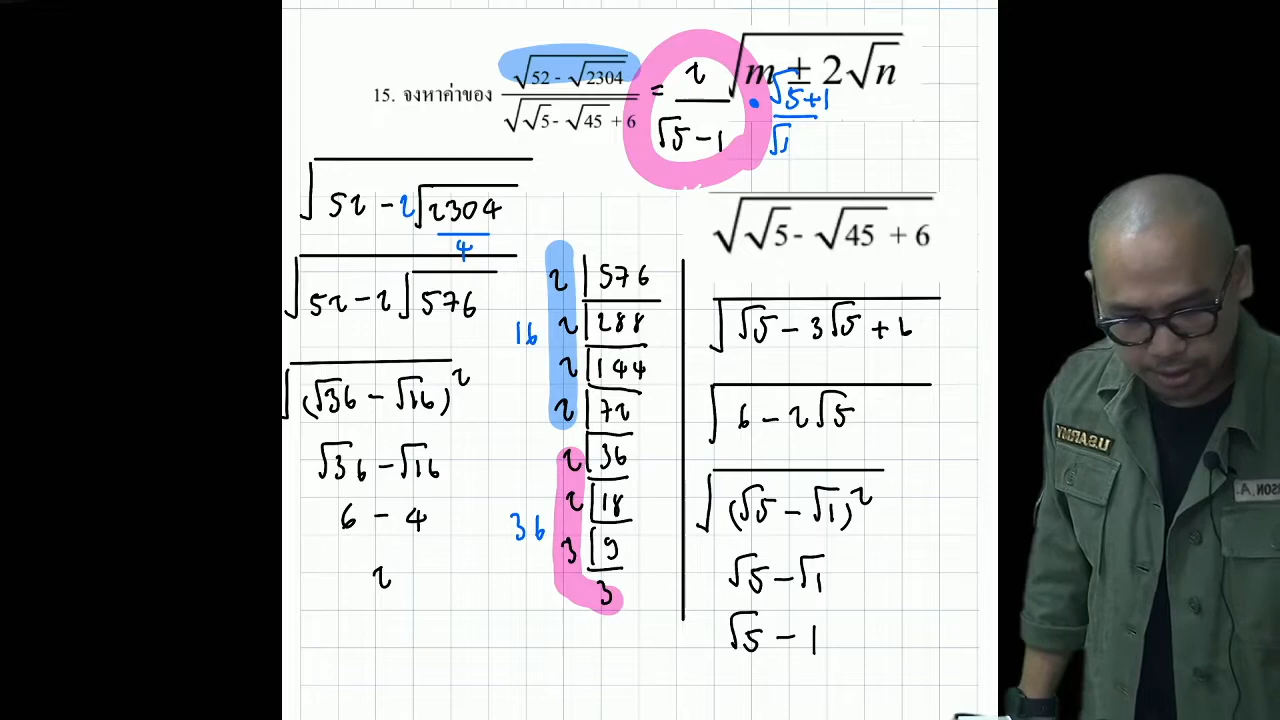 15. จงหาค่าของ √(52 - √2304) / √(√5 - √45 + 6) = 2 / (√5 - 1) · (√5 + 1) / √
√(m ± 2√n)
√(52 - 2√(2304/4))
√(52 - 2√576)
√((√36 - √16)²)
√36 - √16
6 - 4
2
2 | 576
2 | 288
2 | 144
2 | 72
2 | 36
2 | 18
3 | 9
3
16
36
√(√5 - √45 + 6)
√(√5 - 3√5 + 6)
√(6 - 2√5)
√((√5 - √1)²)
√5 - √1
√5 - 1
U.S. ARMY